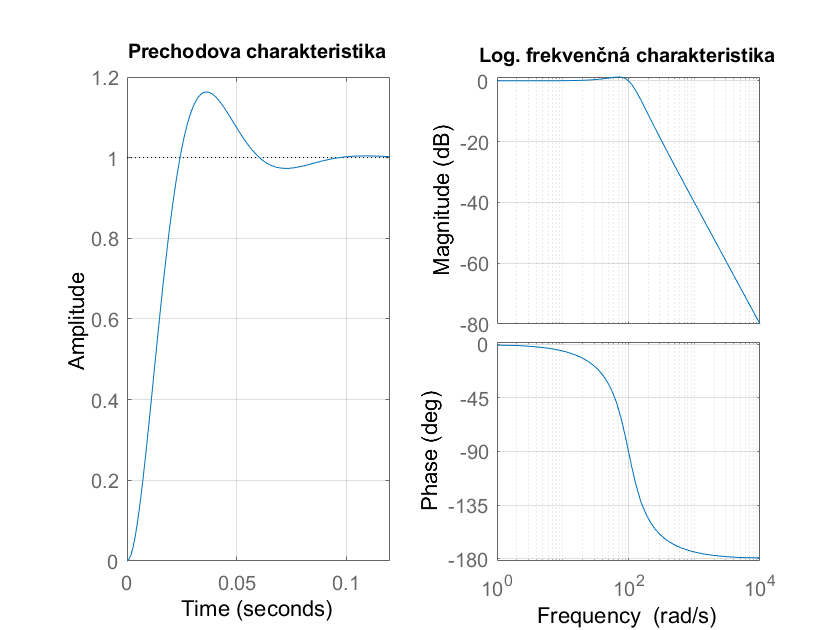 Prechodova charakteristika
Amplitude
1.2
1
0.8
0.6
0.4
0.2
0
0 0.05 0.1
Time (seconds)
Log. frekvenčná charakteristika
Magnitude (dB)
0
-20
-40
-60
-80
Phase (deg)
0
-45
-90
-135
-180
10^0 10^2 10^4
Frequency (rad/s)